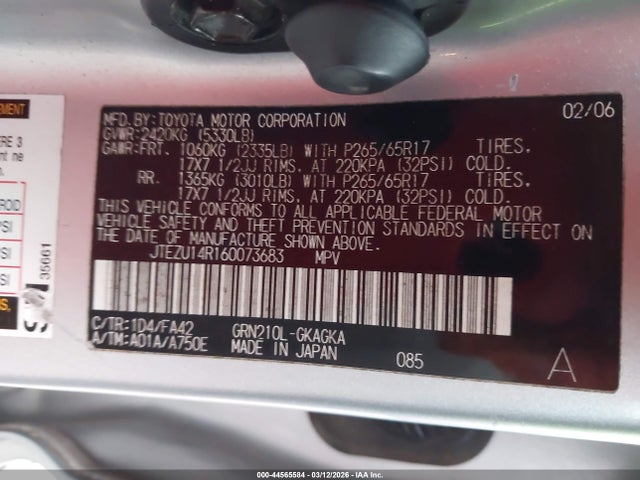 MFD.BY:TOYOTA MOTOR CORPORATION 02/06
GVWR:2420KG (5330LB)
GAWR:FRT. 1060KG (2335LB) WITH P265/65R17 TIRES.
17X7 1/2JJ RIMS, AT 220KPA (32PSI) COLD.
RR. 1365KG (3010LB) WITH P265/65R17 TIRES.
17X7 1/2JJ RIMS, AT 220KPA (32PSI) COLD.
THIS VEHICLE CONFORMS TO ALL APPLICABLE FEDERAL MOTOR
VEHICLE SAFETY AND THEFT PREVENTION STANDARDS IN EFFECT ON
THE DATE OF MANUFACTURE SHOWN ABOVE.
JTEZU14R160073683 MPV
C/TR:1D4/FA42 GRN210L-GKAGKA
A/TM:A01A/A750E MADE IN JAPAN 085 A
35661
000-44565584 | 03/12/2026 | IAA Inc.